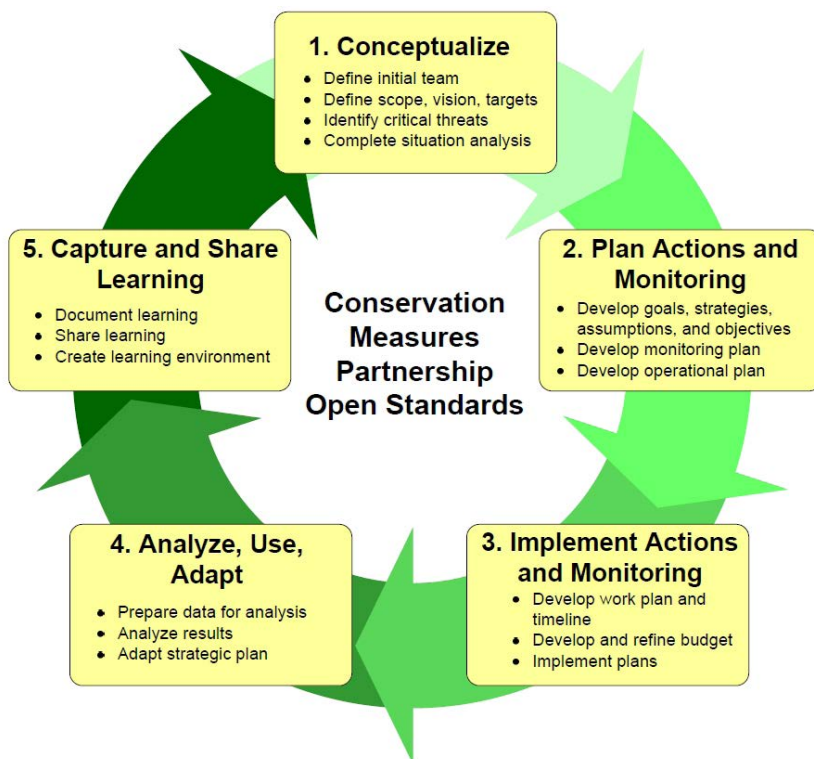 1. Conceptualize
• Define initial team
• Define scope, vision, targets
• Identify critical threats
• Complete situation analysis
2. Plan Actions and
Monitoring
• Develop goals, strategies,
assumptions, and objectives
• Develop monitoring plan
• Develop operational plan
3. Implement Actions
and Monitoring
• Develop work plan and
timeline
• Develop and refine budget
• Implement plans
4. Analyze, Use,
Adapt
• Prepare data for analysis
• Analyze results
• Adapt strategic plan
5. Capture and Share
Learning
• Document learning
• Share learning
• Create learning environment
Conservation
Measures
Partnership
Open Standards